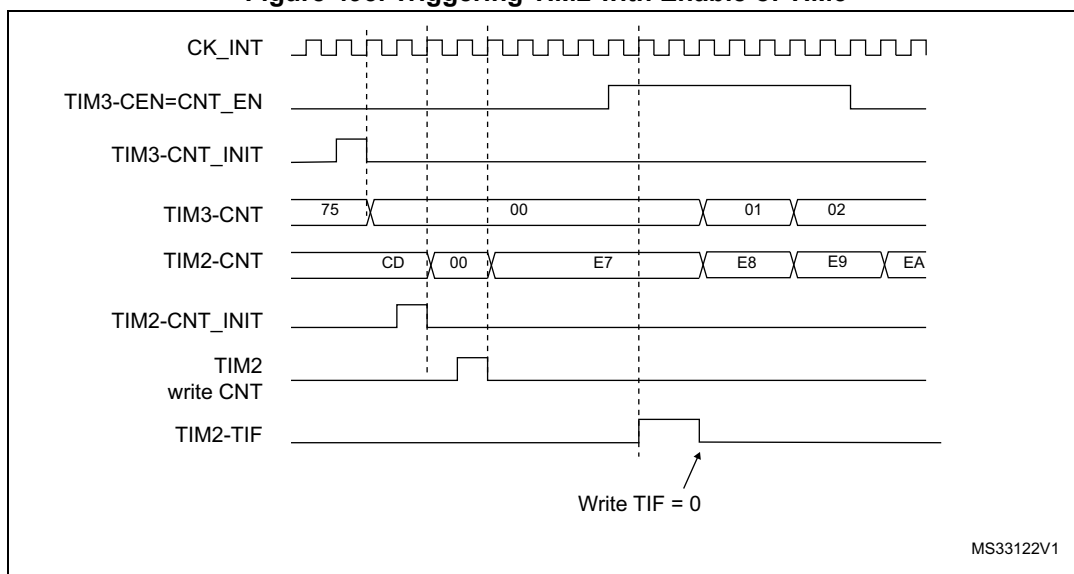 CK_INT
TIM3-CEN=CNT_EN
TIM3-CNT_INIT
TIM3-CNT 75 00 01 02
TIM2-CNT CD 00 E7 E8 E9 EA
TIM2-CNT_INIT
TIM2
write CNT
TIM2-TIF
Write TIF = 0
MS33122V1